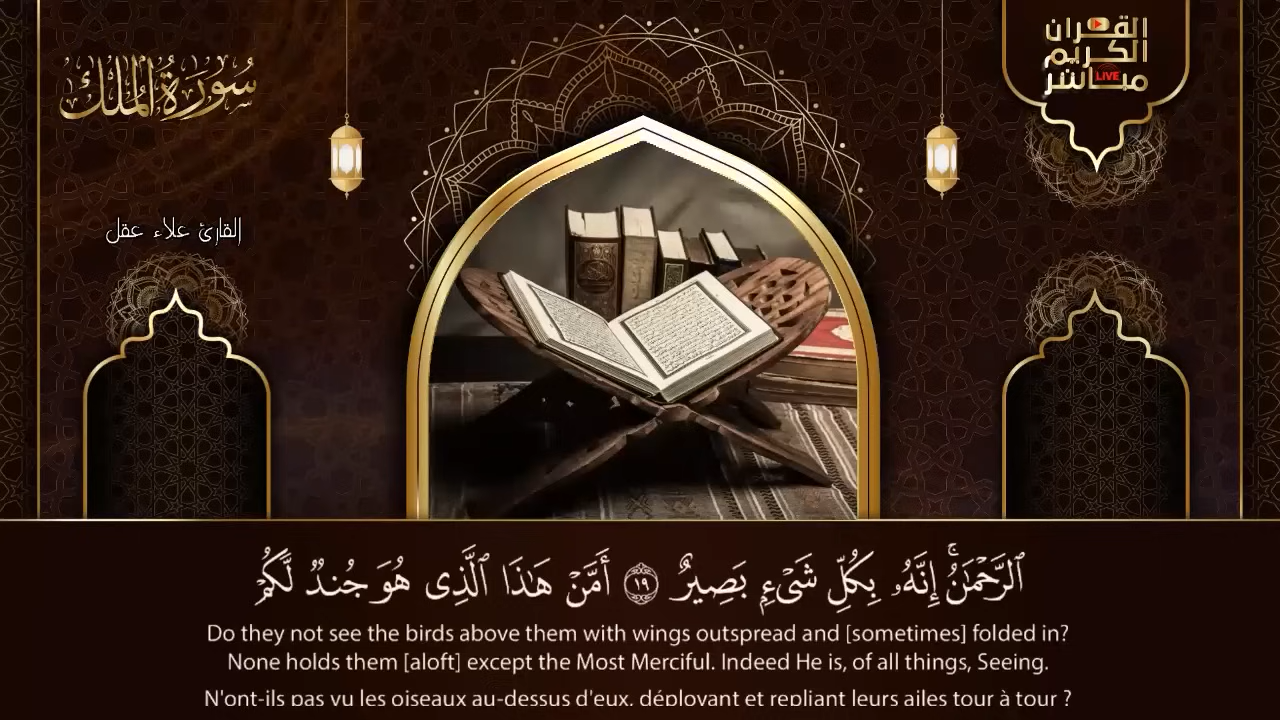 سورة الملك
القرآن
الكريم
مباشر
LIVE
القارئ علاء عقل
ٱلرَّحْمَٰنُ ۚ إِنَّهُۥ بِكُلِّ شَىْءٍۭ بَصِيرٌ ١٩ أَمَّنْ هَٰذَا ٱلَّذِى هُوَ جُندٌ لَّكُمْ
Do they not see the birds above them with wings outspread and [sometimes] folded in?
None holds them [aloft] except the Most Merciful. Indeed He is, of all things, Seeing.
N'ont-ils pas vu les oiseaux au-dessus d'eux, déployant et repliant leurs ailes tour à tour ?